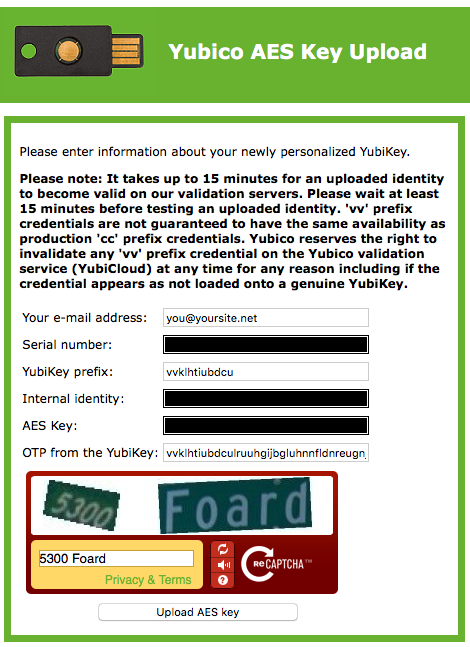 Yubico AES Key Upload
Please enter information about your newly personalized YubiKey.
Please note: It takes up to 15 minutes for an uploaded identity
to become valid on our validation servers. Please wait at least
15 minutes before testing an uploaded identity. 'vv' prefix
credentials are not guaranteed to have the same availability as
production 'cc' prefix credentials. Yubico reserves the right to
invalidate any 'vv' prefix credential on the Yubico validation
service (YubiCloud) at any time for any reason including if the
credential appears as not loaded onto a genuine YubiKey.
Your e-mail address: you@yoursite.net
Serial number:
YubiKey prefix: vvklhtiubdcu
Internal identity:
AES Key:
OTP from the YubiKey: vvklhtiubdculruuhgijbgluhnnfldnreugn
5300 Foard
5300 Foard
Privacy & Terms
RECAPTCHA™
Upload AES key